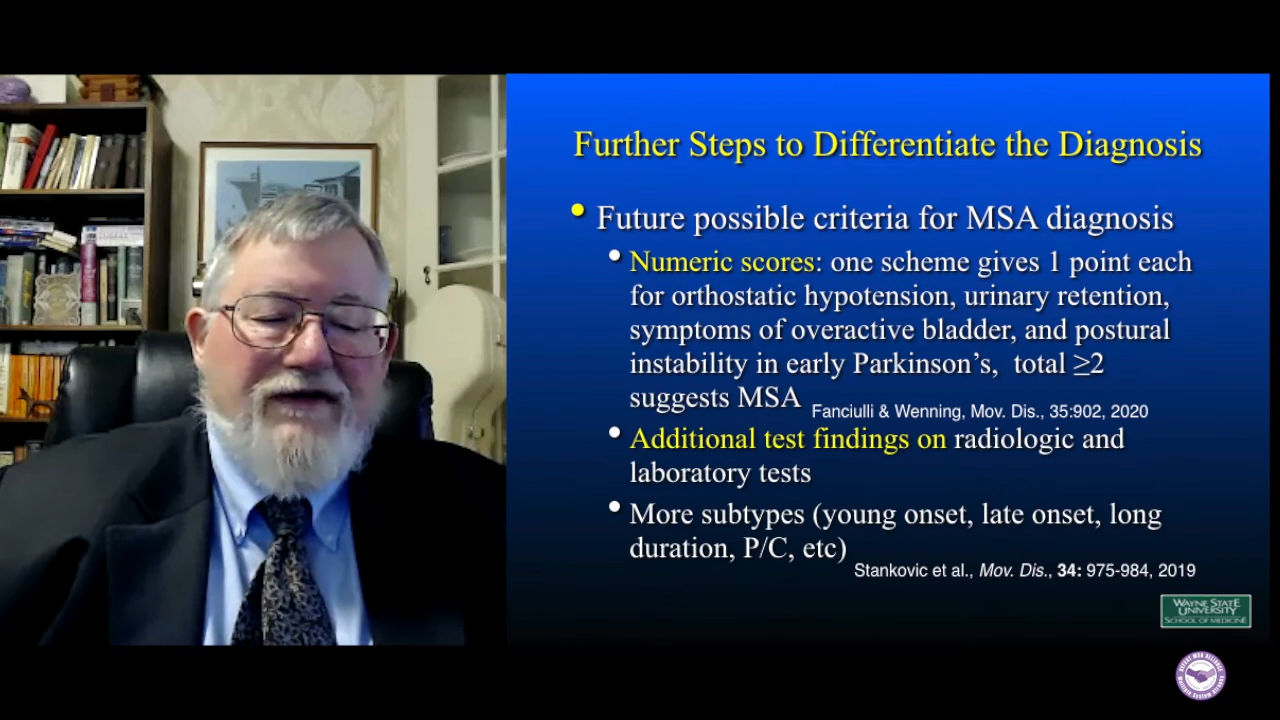 Further Steps to Differentiate the Diagnosis
Future possible criteria for MSA diagnosis
Numeric scores: one scheme gives 1 point each
for orthostatic hypotension, urinary retention,
symptoms of overactive bladder, and postural
instability in early Parkinson's, total ≥2
suggests MSA
Fanciulli & Wenning, Mov. Dis., 35:902, 2020
Additional test findings on radiologic and
laboratory tests
More subtypes (young onset, late onset, long
duration, P/C, etc)
Stankovic et al., Mov. Dis., 34: 975-984, 2019
WAYNE STATE
UNIVERSITY
SCHOOL OF MEDICINE